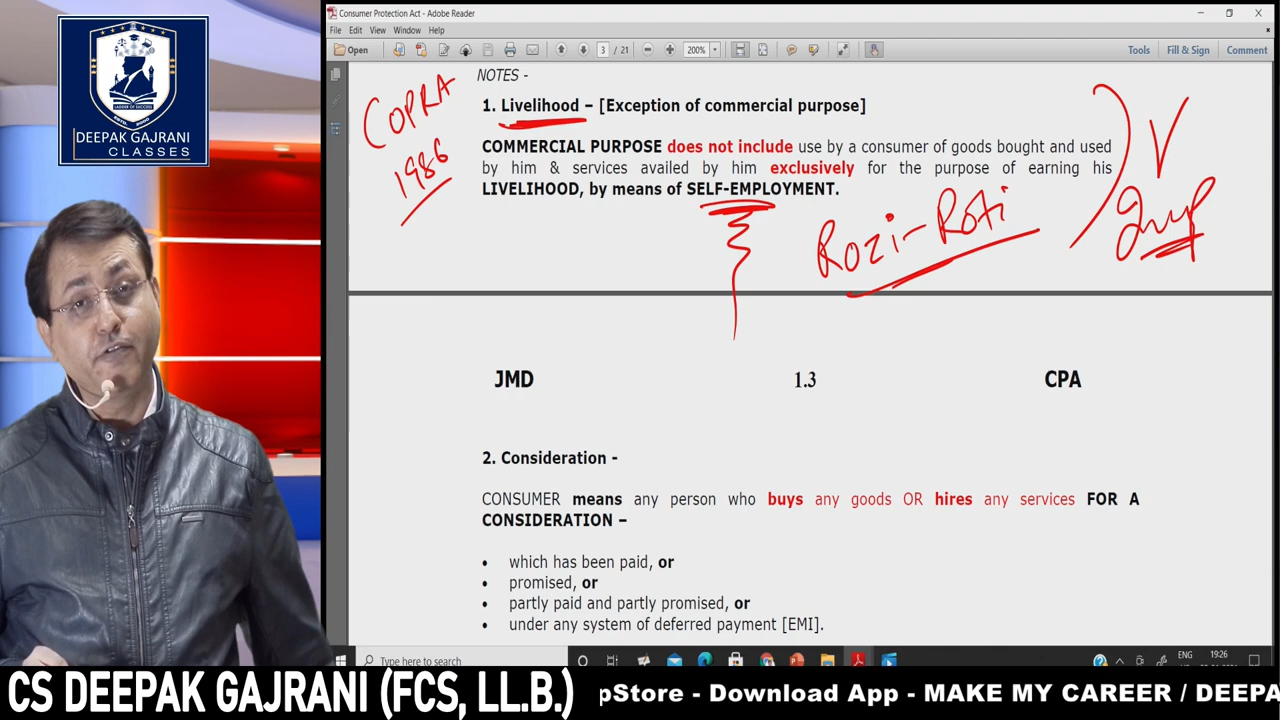 Consumer Protection Act - Adobe Reader
File Edit View Window Help
Open 3 / 21 200% Tools Fill & Sign Comment
DEEPAK GAJRANI
CLASSES
NOTES -
COPRA
1986
1. Livelihood – [Exception of commercial purpose]
COMMERCIAL PURPOSE does not include use by a consumer of goods bought and used
by him & services availed by him exclusively for the purpose of earning his
LIVELIHOOD, by means of SELF-EMPLOYMENT.
V
Imp
Rozi-Roti
JMD 1.3 CPA
2. Consideration -
CONSUMER means any person who buys any goods OR hires any services FOR A
CONSIDERATION –
• which has been paid, or
• promised, or
• partly paid and partly promised, or
• under any system of deferred payment [EMI].
Type here to search
ENG 19:26
CS DEEPAK GAJRANI (FCS, LL.B.)
pStore - Download App - MAKE MY CAREER / DEEPA